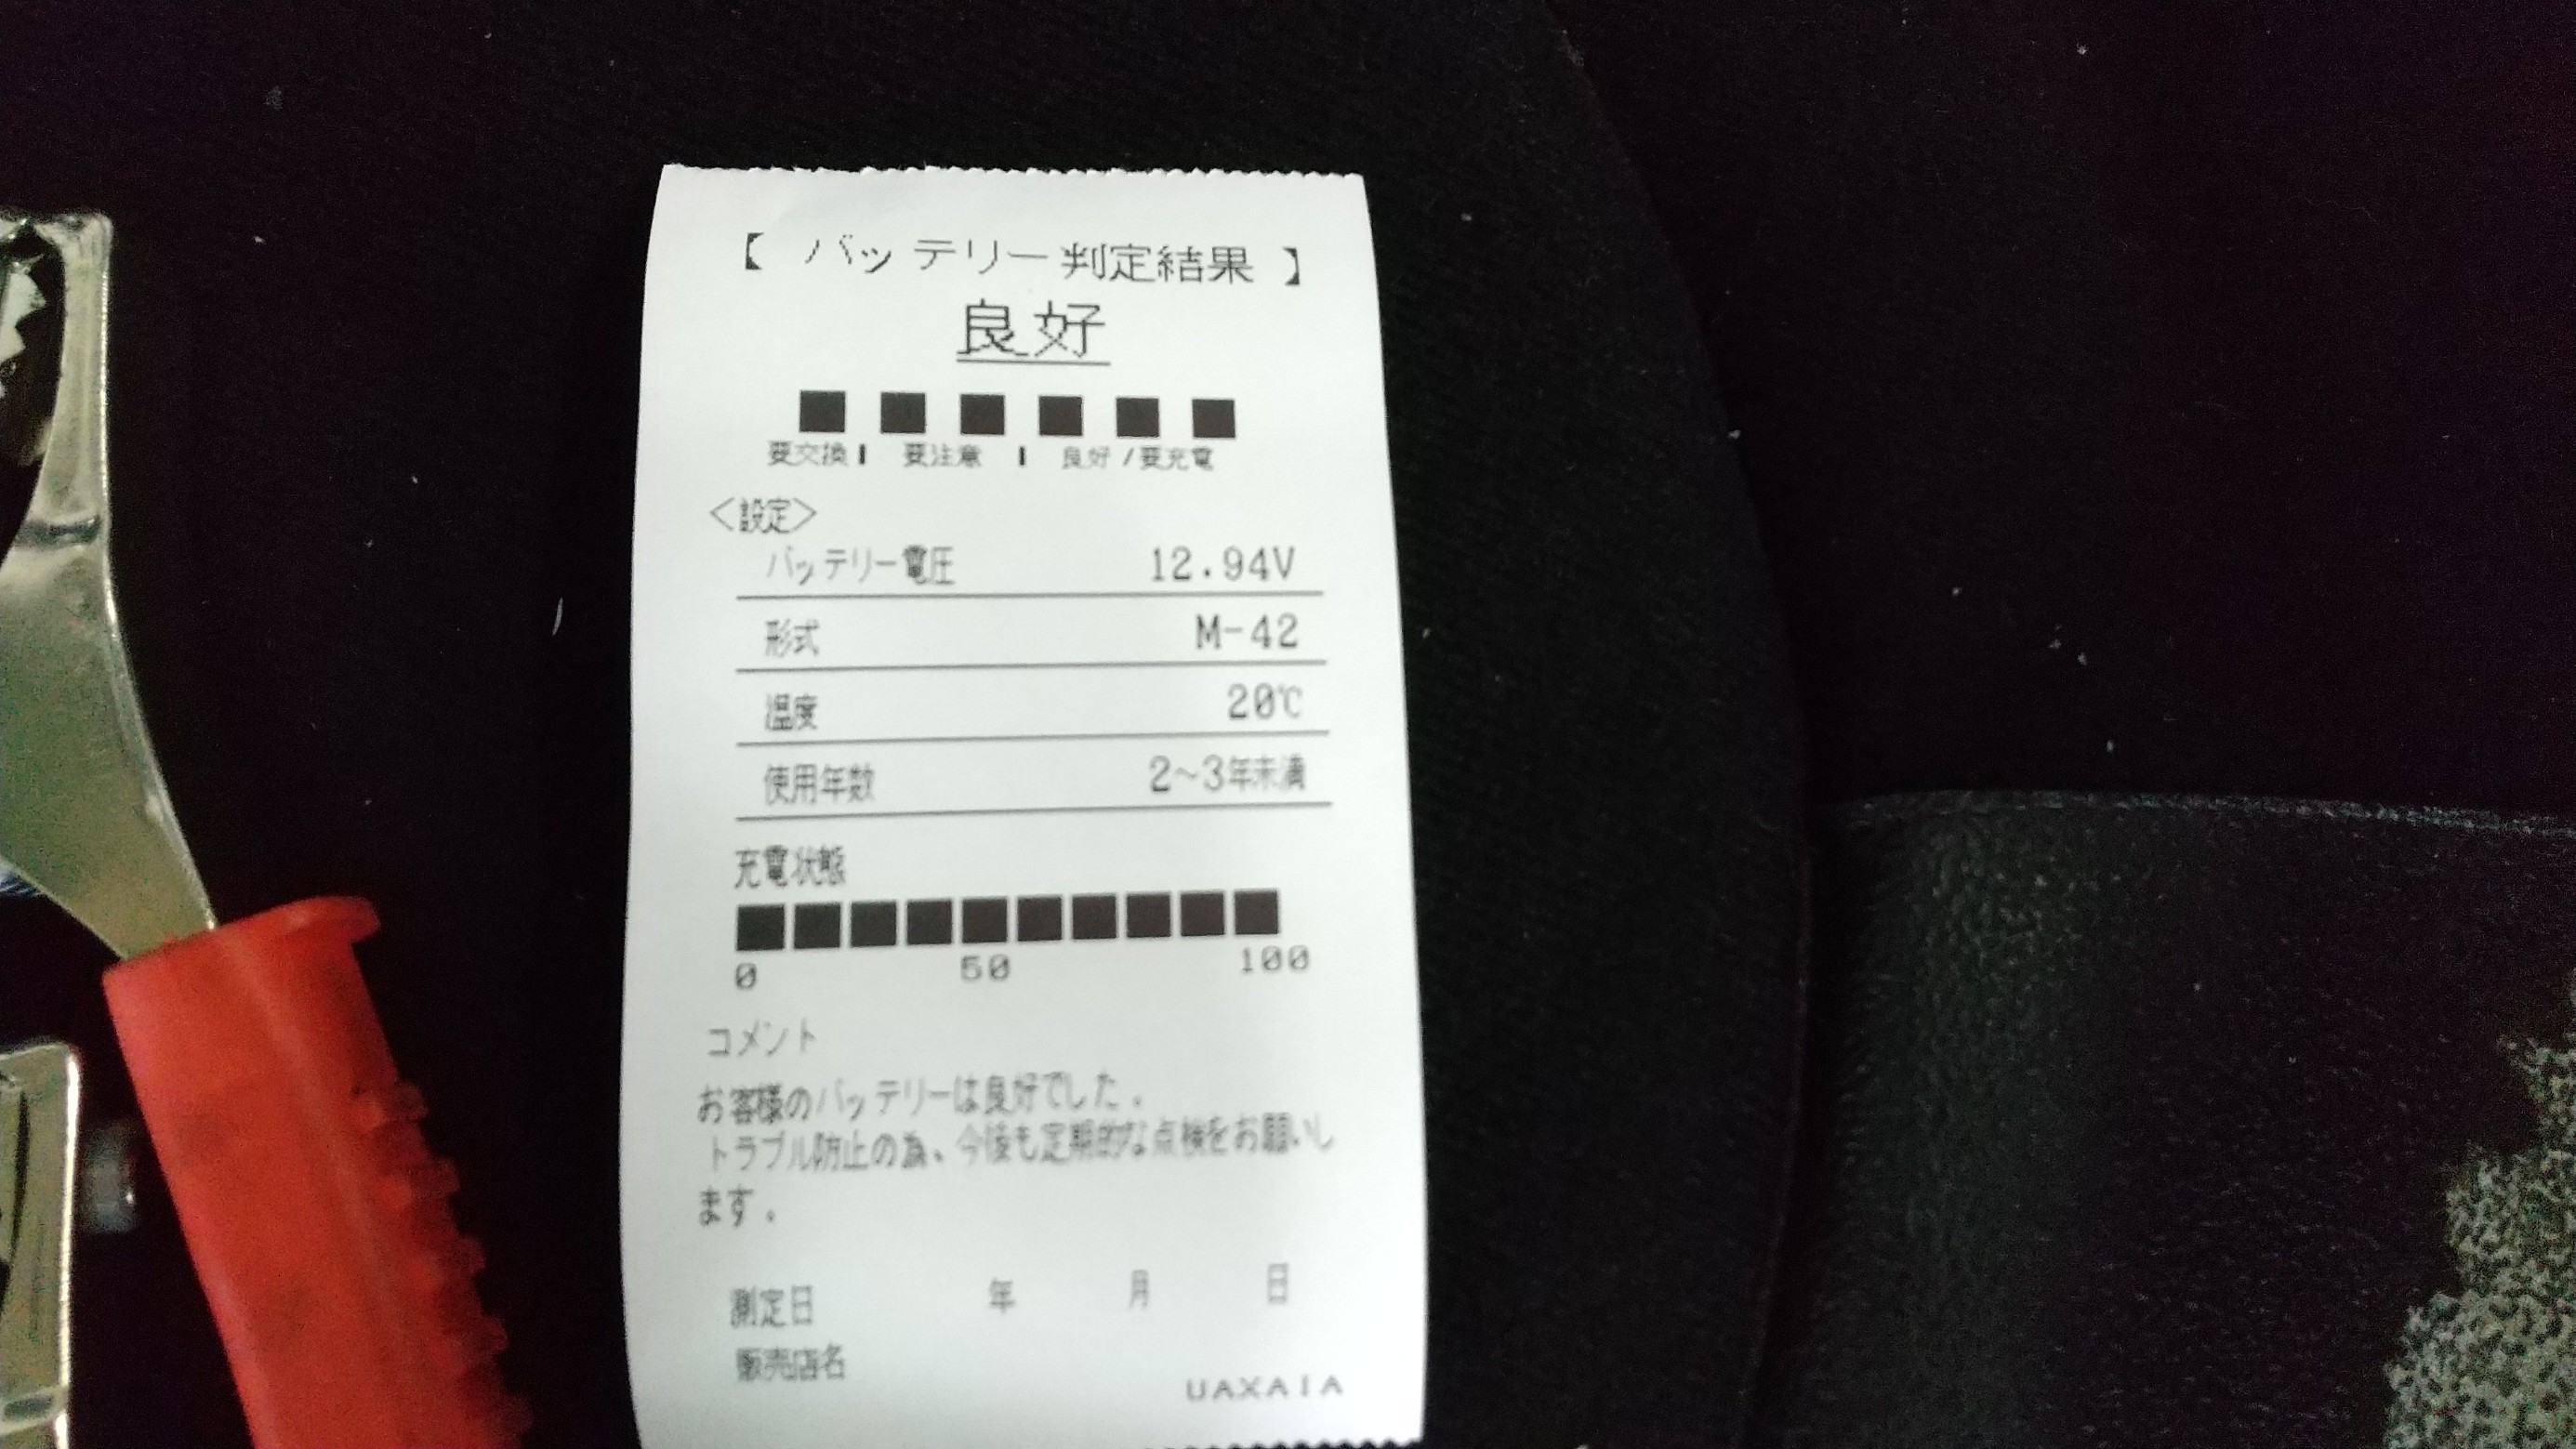 【 バッテリー判定結果 】
良好
要交換 | 要注意 | 良好 / 要充電
<設定>
バッテリー電圧 12.94V
形式 M-42
温度 20℃
使用年数 2~3年未満
充電状態
0 50 100
コメント
お客様のバッテリーは良好でした.
トラブル防止の為、今後も定期的な点検をお願いし
ます.
測定日 年 月 日
販売店名
UAXAIA